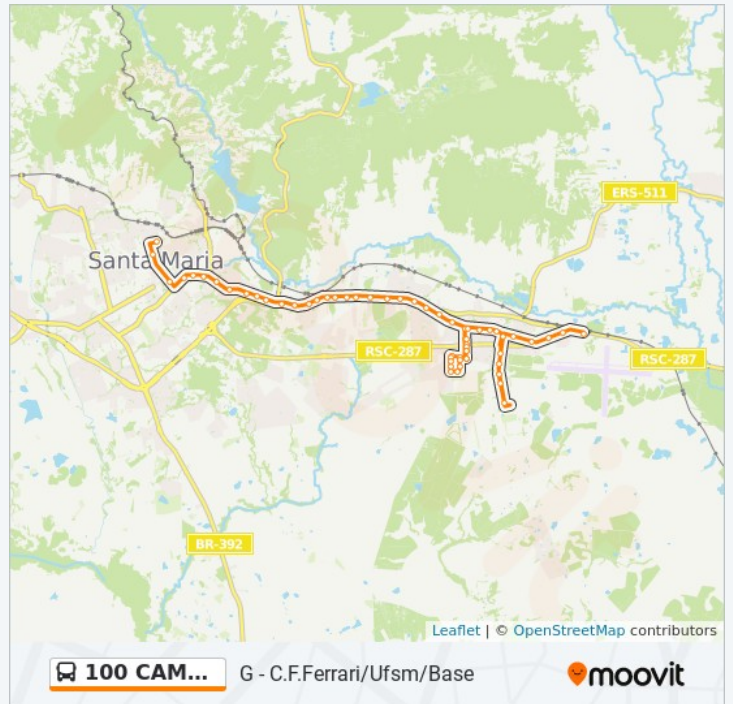 ERS-511
Santa Maria
RSC-287
RSC-287
BR-392
Leaflet | © OpenStreetMap contributors
100 CAM...
G - C.F.Ferrari/Ufsm/Base
moovit